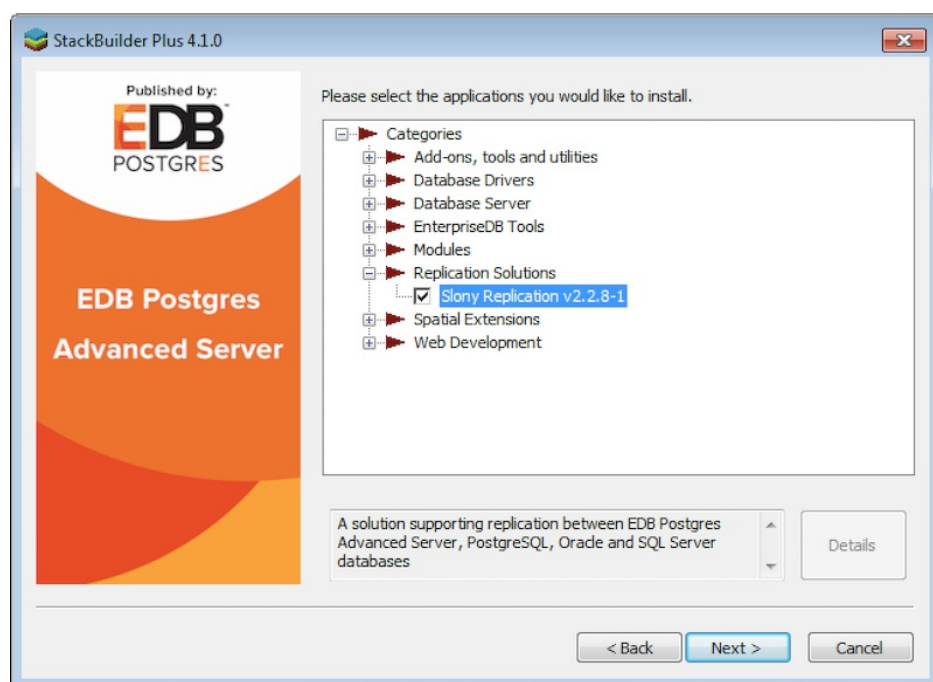 StackBuilder Plus 4.1.0
Published by:
EDB™
POSTGRES
EDB Postgres
Advanced Server
Please select the applications you would like to install.
Categories
Add-ons, tools and utilities
Database Drivers
Database Server
EnterpriseDB Tools
Modules
Replication Solutions
Slony Replication v2.2.8-1
Spatial Extensions
Web Development
A solution supporting replication between EDB Postgres
Advanced Server, PostgreSQL, Oracle and SQL Server
databases
Details
< Back
Next >
Cancel